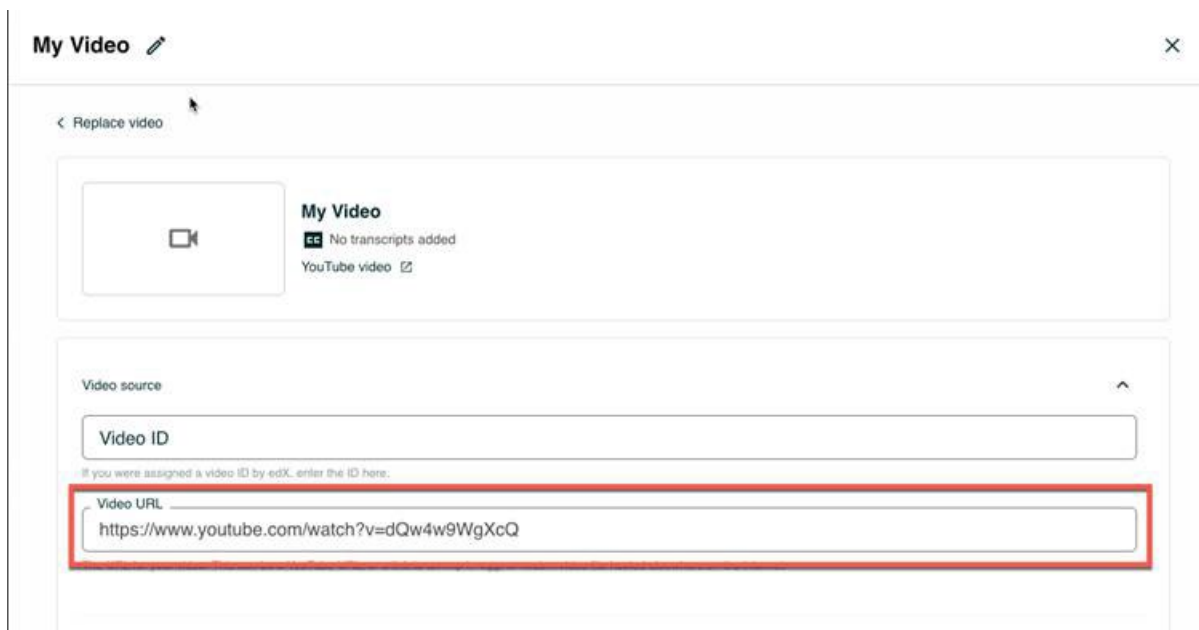 My Video
Replace video
My Video
CC No transcripts added
YouTube video
Video source
Video ID
If you were assigned a video ID by edX, enter the ID here.
Video URL
https://www.youtube.com/watch?v=dQw4w9WgXcQ